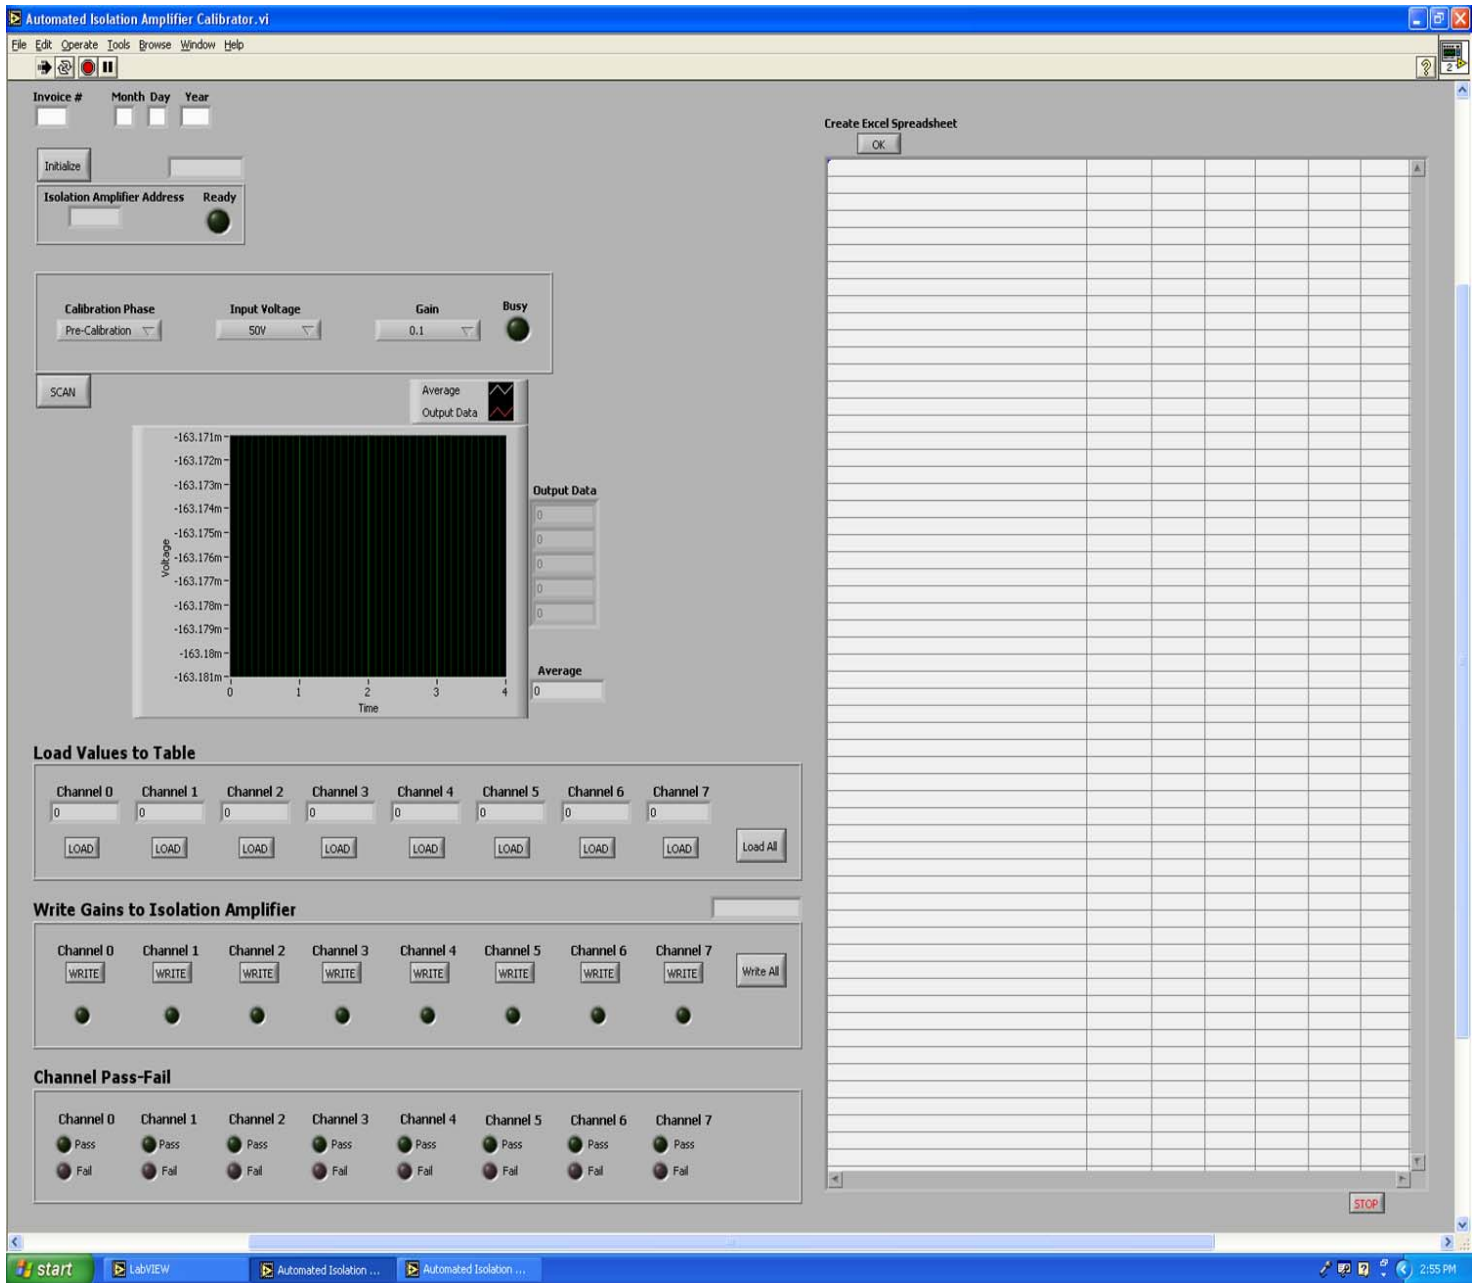 Automated Isolation Amplifier Calibrator.vi
File Edit Operate Tools Browse Window Help
2
Invoice # Month Day Year
Create Excel Spreadsheet
OK
Initialize
Isolation Amplifier Address Ready
Calibration Phase Input Voltage Gain Busy
Pre-Calibration 50V 0.1
SCAN
Average
Output Data
-163.171m
-163.172m
-163.173m
-163.174m
-163.175m
-163.176m
-163.177m
-163.178m
-163.179m
-163.18m
-163.181m
Voltage
0 1 2 3 4
Time
Output Data
0
0
0
0
0
Average
0
Load Values to Table
Channel 0 Channel 1 Channel 2 Channel 3 Channel 4 Channel 5 Channel 6 Channel 7
0 0 0 0 0 0 0 0
LOAD LOAD LOAD LOAD LOAD LOAD LOAD LOAD Load All
Write Gains to Isolation Amplifier
Channel 0 Channel 1 Channel 2 Channel 3 Channel 4 Channel 5 Channel 6 Channel 7
WRITE WRITE WRITE WRITE WRITE WRITE WRITE WRITE Write All
Channel Pass-Fail
Channel 0 Channel 1 Channel 2 Channel 3 Channel 4 Channel 5 Channel 6 Channel 7
Pass Pass Pass Pass Pass Pass Pass Pass
Fail Fail Fail Fail Fail Fail Fail Fail
STOP
start LabVIEW Automated Isolation ... Automated Isolation ... 2:55 PM